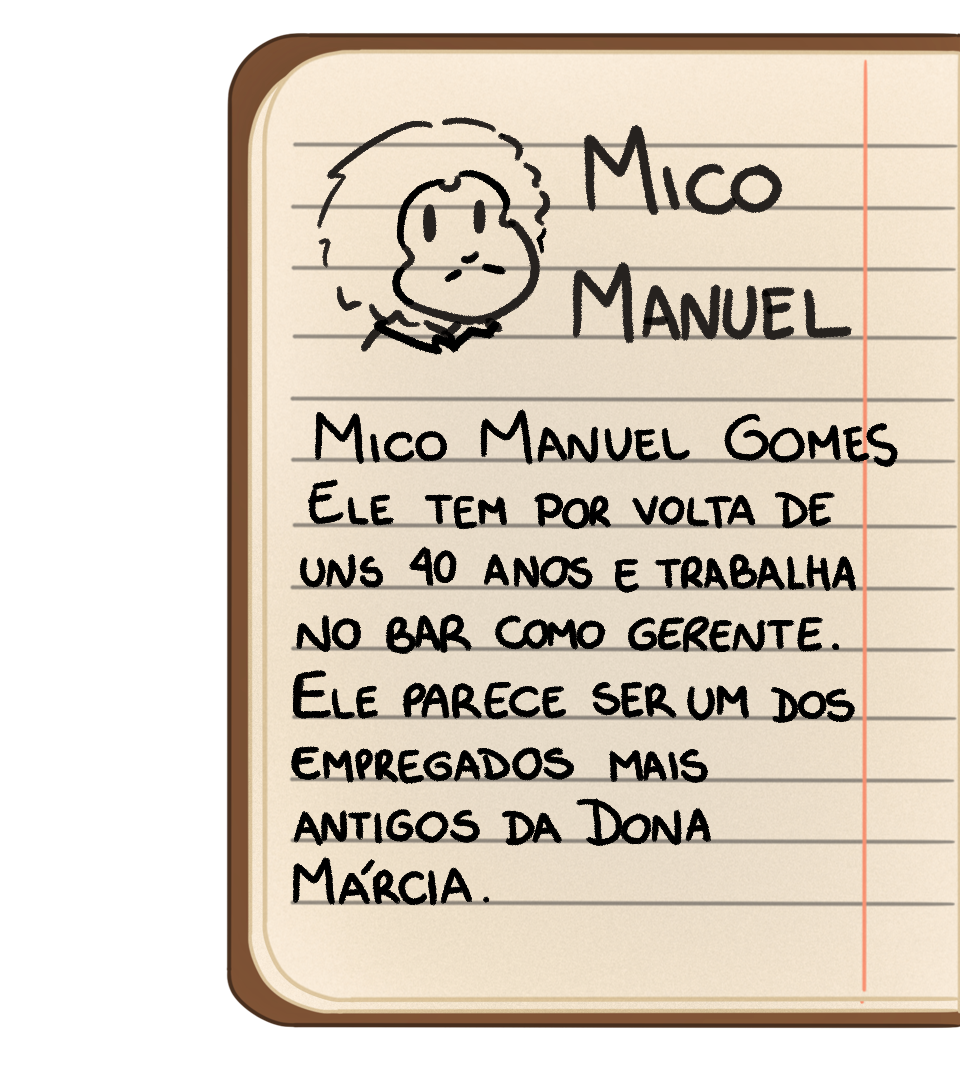 MICO
MANUEL
MICO MANUEL GOMES
ELE TEM POR VOLTA DE
UNS 40 ANOS E TRABALHA
NO BAR COMO GERENTE.
ELE PARECE SER UM DOS
EMPREGADOS MAIS
ANTIGOS DA DONA
MÁRCIA.